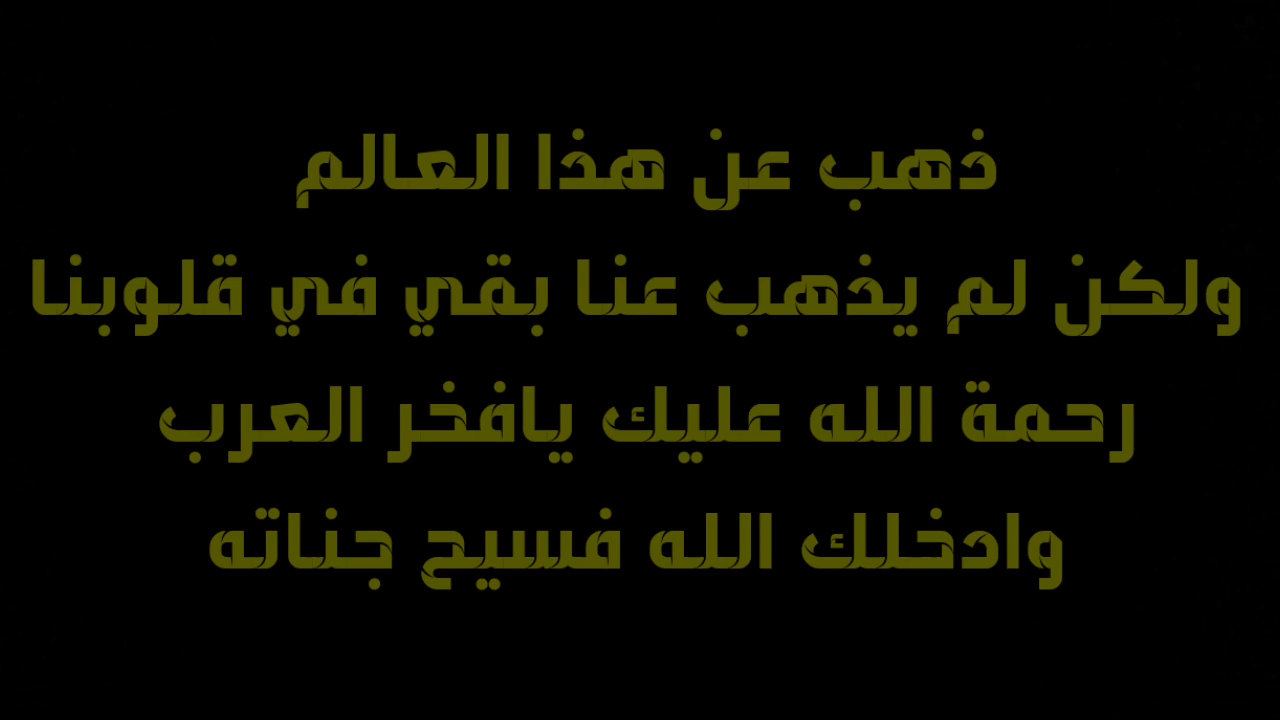 ذهب عن هذا العالم
ولكن لم يذهب عنا بقي في قلوبنا
رحمة الله عليك يافخر العرب
وادخلك الله فسيح جناته